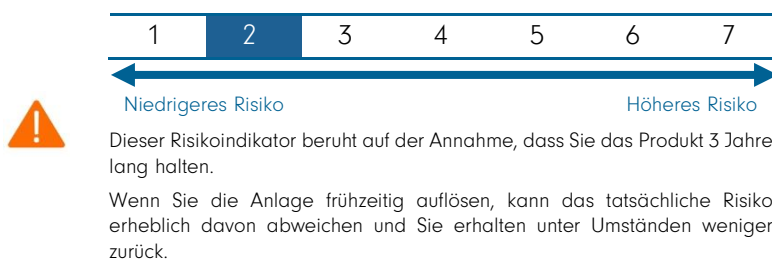 1 2 3 4 5 6 7
Niedrigeres Risiko Höheres Risiko
Dieser Risikoindikator beruht auf der Annahme, dass Sie das Produkt 3 Jahre
lang halten.
Wenn Sie die Anlage frühzeitig auflösen, kann das tatsächliche Risiko
erheblich davon abweichen und Sie erhalten unter Umständen weniger
zurück.